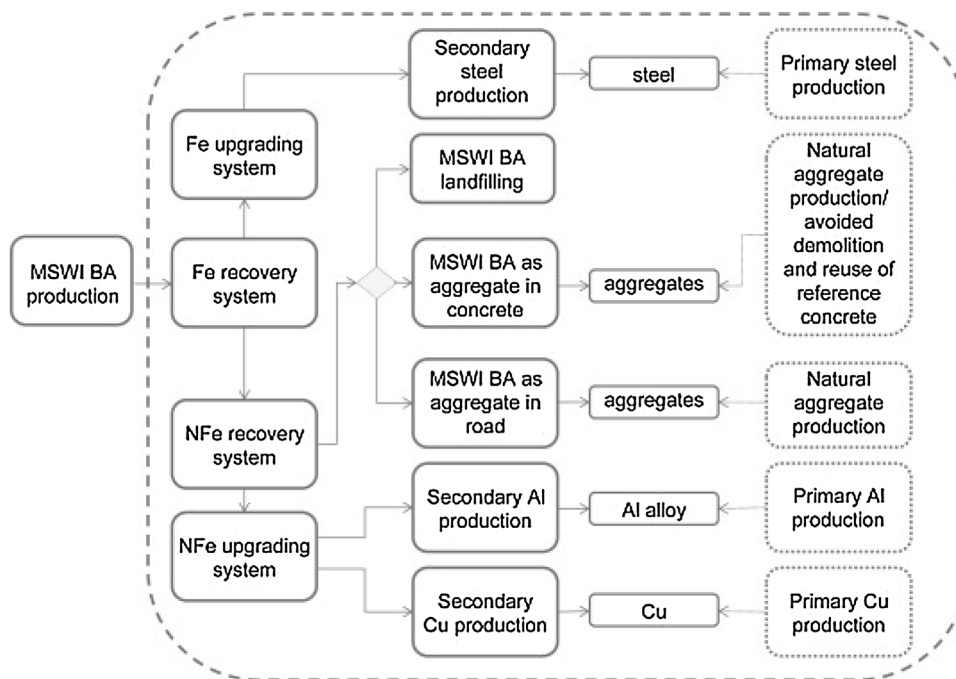 Secondary
steel
production
steel
Primary steel
production
Fe upgrading
system
MSWI BA
landfilling
Natural
aggregate
production/
avoided
demolition
and reuse of
reference
concrete
MSWI BA
production
Fe recovery
system
MSWI BA as
aggregate in
concrete
aggregates
MSWI BA as
aggregate in
road
aggregates
Natural
aggregate
production
NFe recovery
system
Secondary Al
production
Al alloy
Primary Al
production
NFe upgrading
system
Secondary
Cu production
Cu
Primary Cu
production